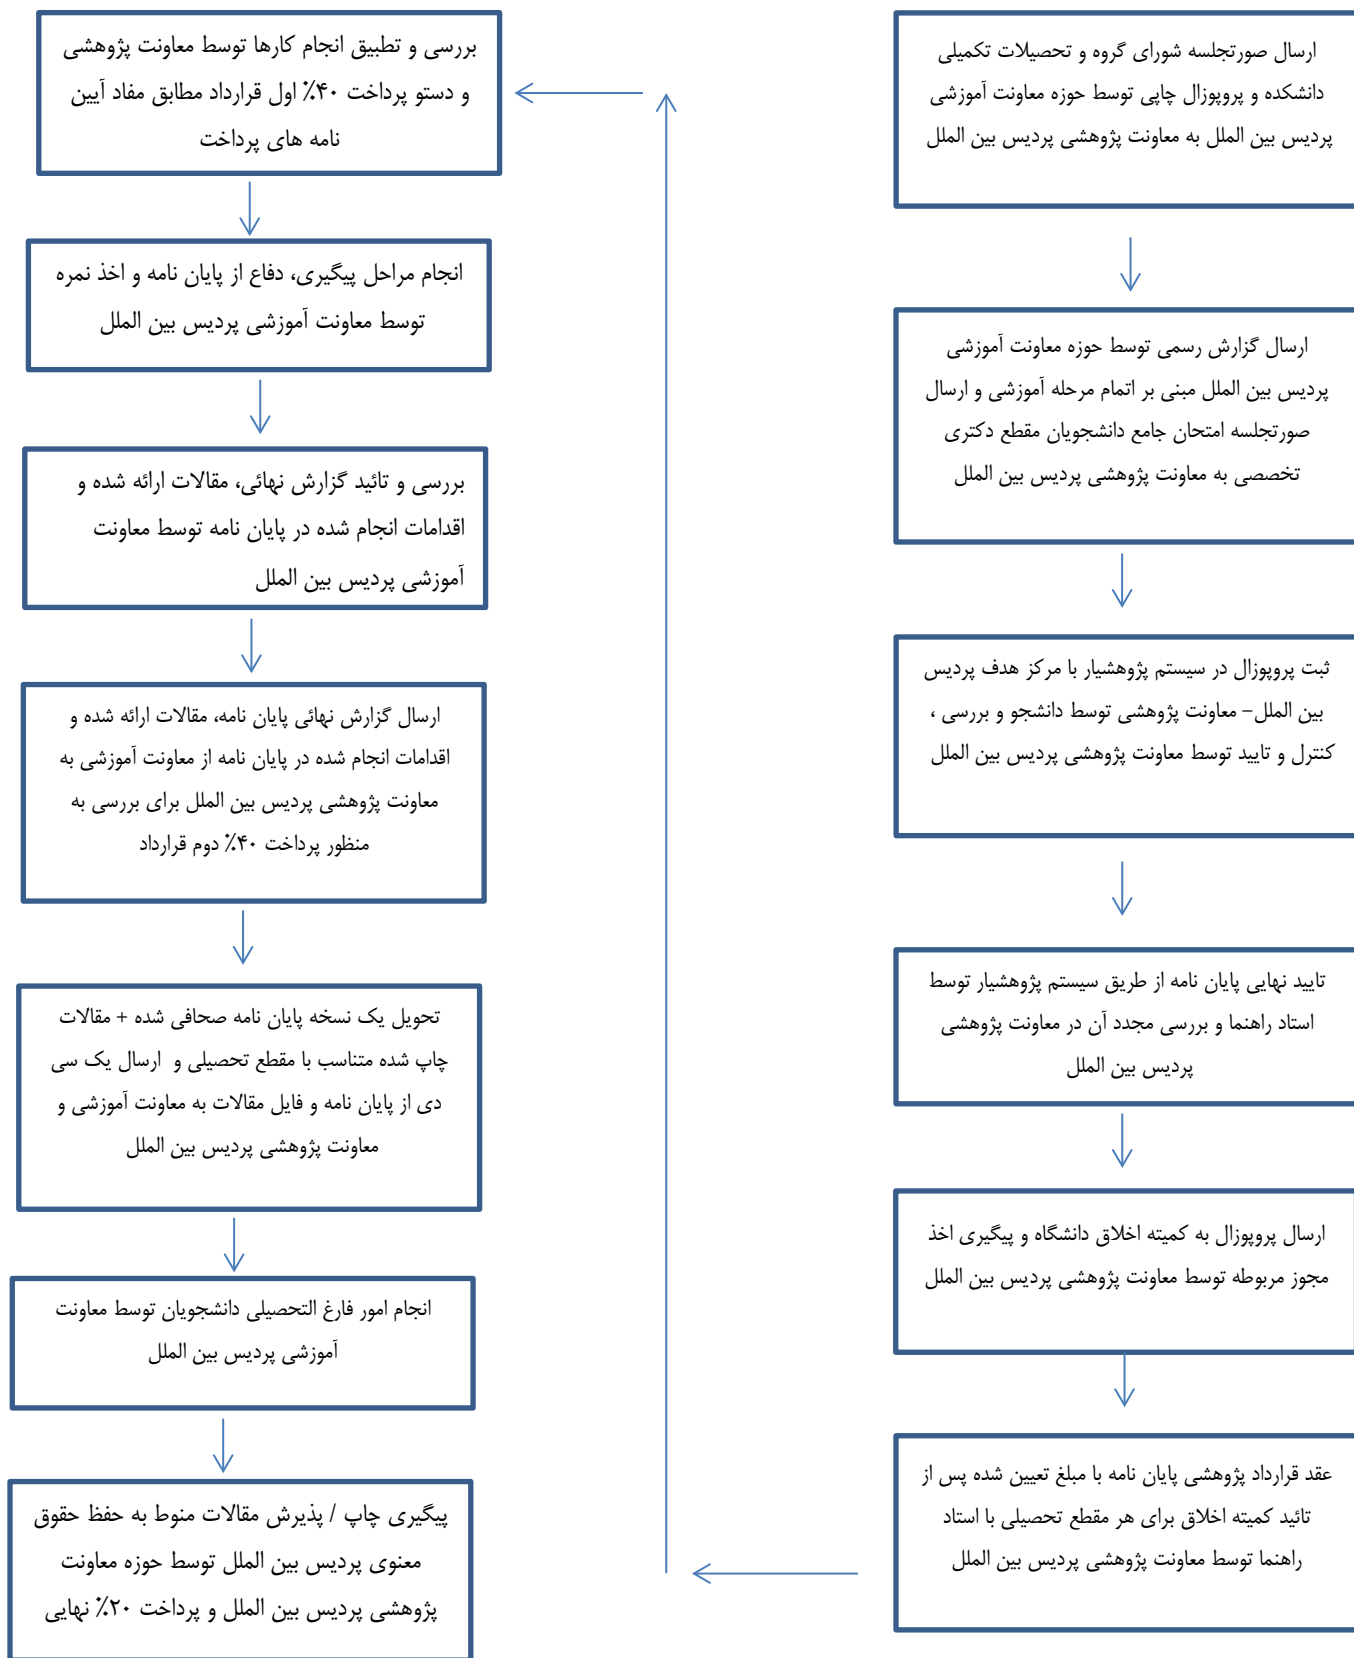 ارسال صورتجلسه شورای گروه و تحصیلات تکمیلی
دانشکده و پروپوزال چاپی توسط حوزه معاونت آموزشی
پردیس بین الملل به معاونت پژوهشی پردیس بین الملل
ارسال گزارش رسمی توسط حوزه معاونت آموزشی
پردیس بین الملل مبنی بر اتمام مرحله آموزشی و ارسال
صورتجلسه امتحان جامع دانشجویان مقطع دکتری
تخصصی به معاونت پژوهشی پردیس بین الملل
ثبت پروپوزال در سیستم پژوهشیار با مرکز هدف پردیس
بین الملل– معاونت پژوهشی توسط دانشجو و بررسی ،
کنترل و تایید توسط معاونت پژوهشی پردیس بین الملل
تایید نهایی پایان نامه از طریق سیستم پژوهشیار توسط
استاد راهنما و بررسی مجدد آن در معاونت پژوهشی
پردیس بین الملل
ارسال پروپوزال به کمیته اخلاق دانشگاه و پیگیری اخذ
مجوز مربوطه توسط معاونت پژوهشی پردیس بین الملل
عقد قرارداد پژوهشی پایان نامه با مبلغ تعیین شده پس از
تائید کمیته اخلاق برای هر مقطع تحصیلی با استاد
راهنما توسط معاونت پژوهشی پردیس بین الملل
بررسی و تطبیق انجام کارها توسط معاونت پژوهشی
و دستو پرداخت ۴۰٪ اول قرارداد مطابق مفاد آیین
نامه های پرداخت
انجام مراحل پیگیری، دفاع از پایان نامه و اخذ نمره
توسط معاونت آموزشی پردیس بین الملل
بررسی و تائید گزارش نهائی، مقالات ارائه شده و
اقدامات انجام شده در پایان نامه توسط معاونت
آموزشی پردیس بین الملل
ارسال گزارش نهائی پایان نامه، مقالات ارائه شده و
اقدامات انجام شده در پایان نامه از معاونت آموزشی به
معاونت پژوهشی پردیس بین الملل برای بررسی به
منظور پرداخت ۴۰٪ دوم قرارداد
تحویل یک نسخه پایان نامه صحافی شده + مقالات
چاپ شده متناسب با مقطع تحصیلی و ارسال یک سی
دی از پایان نامه و فایل مقالات به معاونت آموزشی و
معاونت پژوهشی پردیس بین الملل
انجام امور فارغ التحصیلی دانشجویان توسط معاونت
آموزشی پردیس بین الملل
پیگیری چاپ / پذیرش مقالات منوط به حفظ حقوق
معنوی پردیس بین الملل توسط حوزه معاونت
پژوهشی پردیس بین الملل و پرداخت ۲۰٪ نهایی